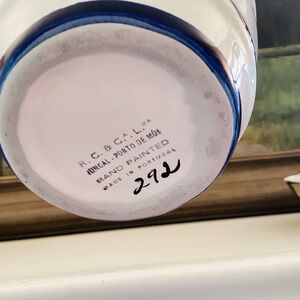 R. C. & C.A L.DA
JUNCAL - PORTO DE MÓS
HAND PAINTED
MADE IN PORTUGAL
292